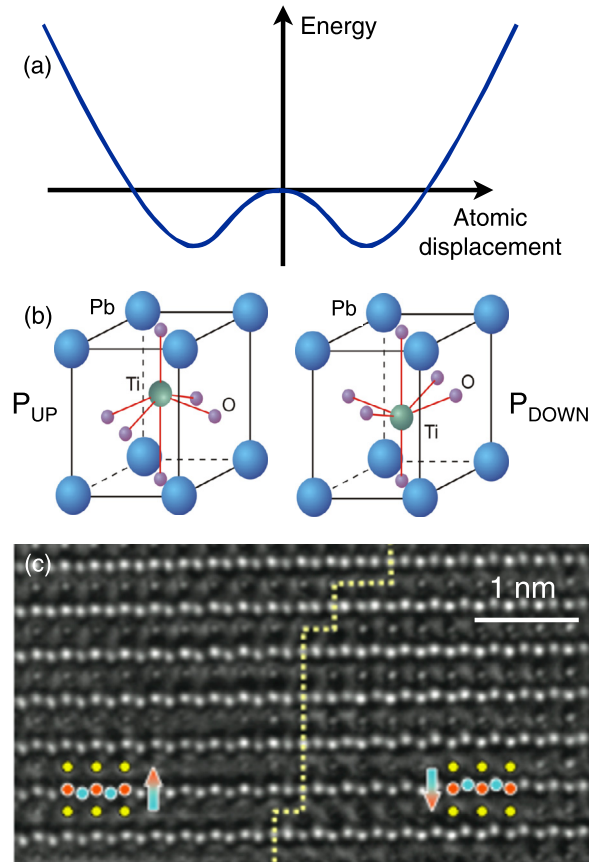 Energy
(a)
Atomic
displacement
(b)
Pb
Pb
Ti
O
O
P_UP
P_DOWN
Ti
(c)
1 nm